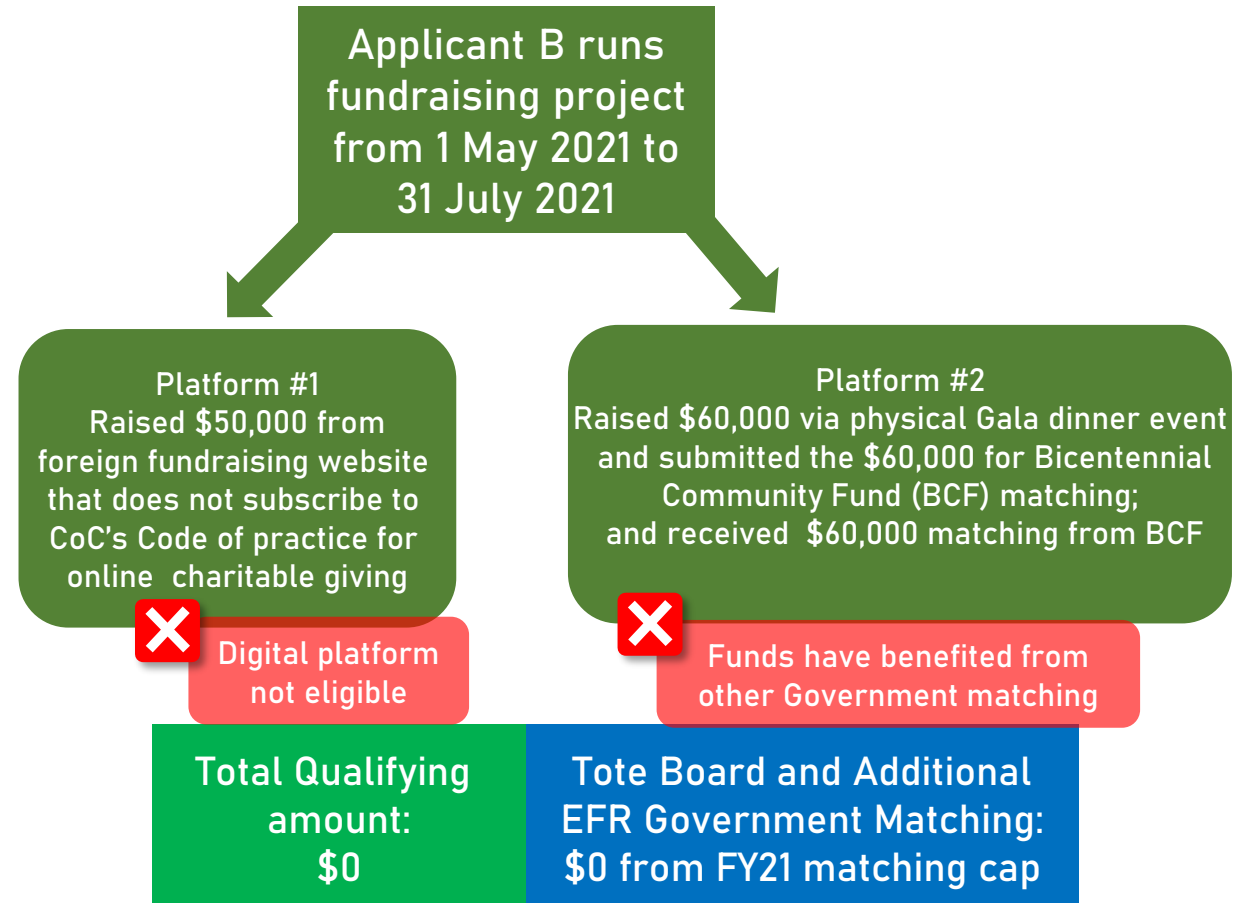 Applicant B runs
fundraising project
from 1 May 2021 to
31 July 2021
Platform #1
Raised $50,000 from
foreign fundraising website
that does not subscribe to
CoC's Code of practice for
online charitable giving
Digital platform
not eligible
Platform #2
Raised $60,000 via physical Gala dinner event
and submitted the $60,000 for Bicentennial
Community Fund (BCF) matching;
and received $60,000 matching from BCF
Funds have benefited from
other Government matching
Total Qualifying
amount:
$0
Tote Board and Additional
EFR Government Matching:
$0 from FY21 matching cap